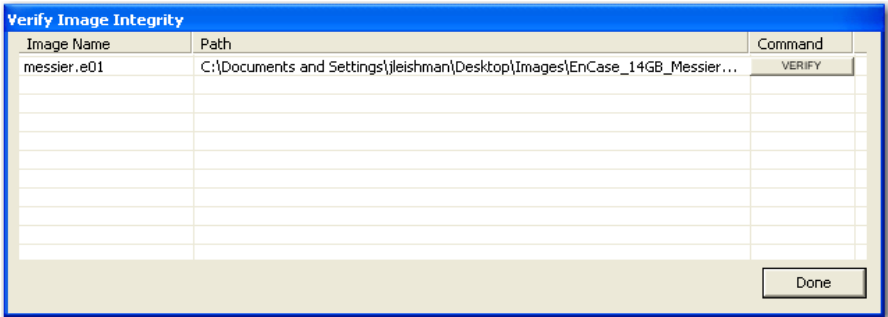 Verify Image Integrity
Image Name Path Command
messier.e01 C:\Documents and Settings\jleishman\Desktop\Images\EnCase_14GB_Messier... VERIFY
Done